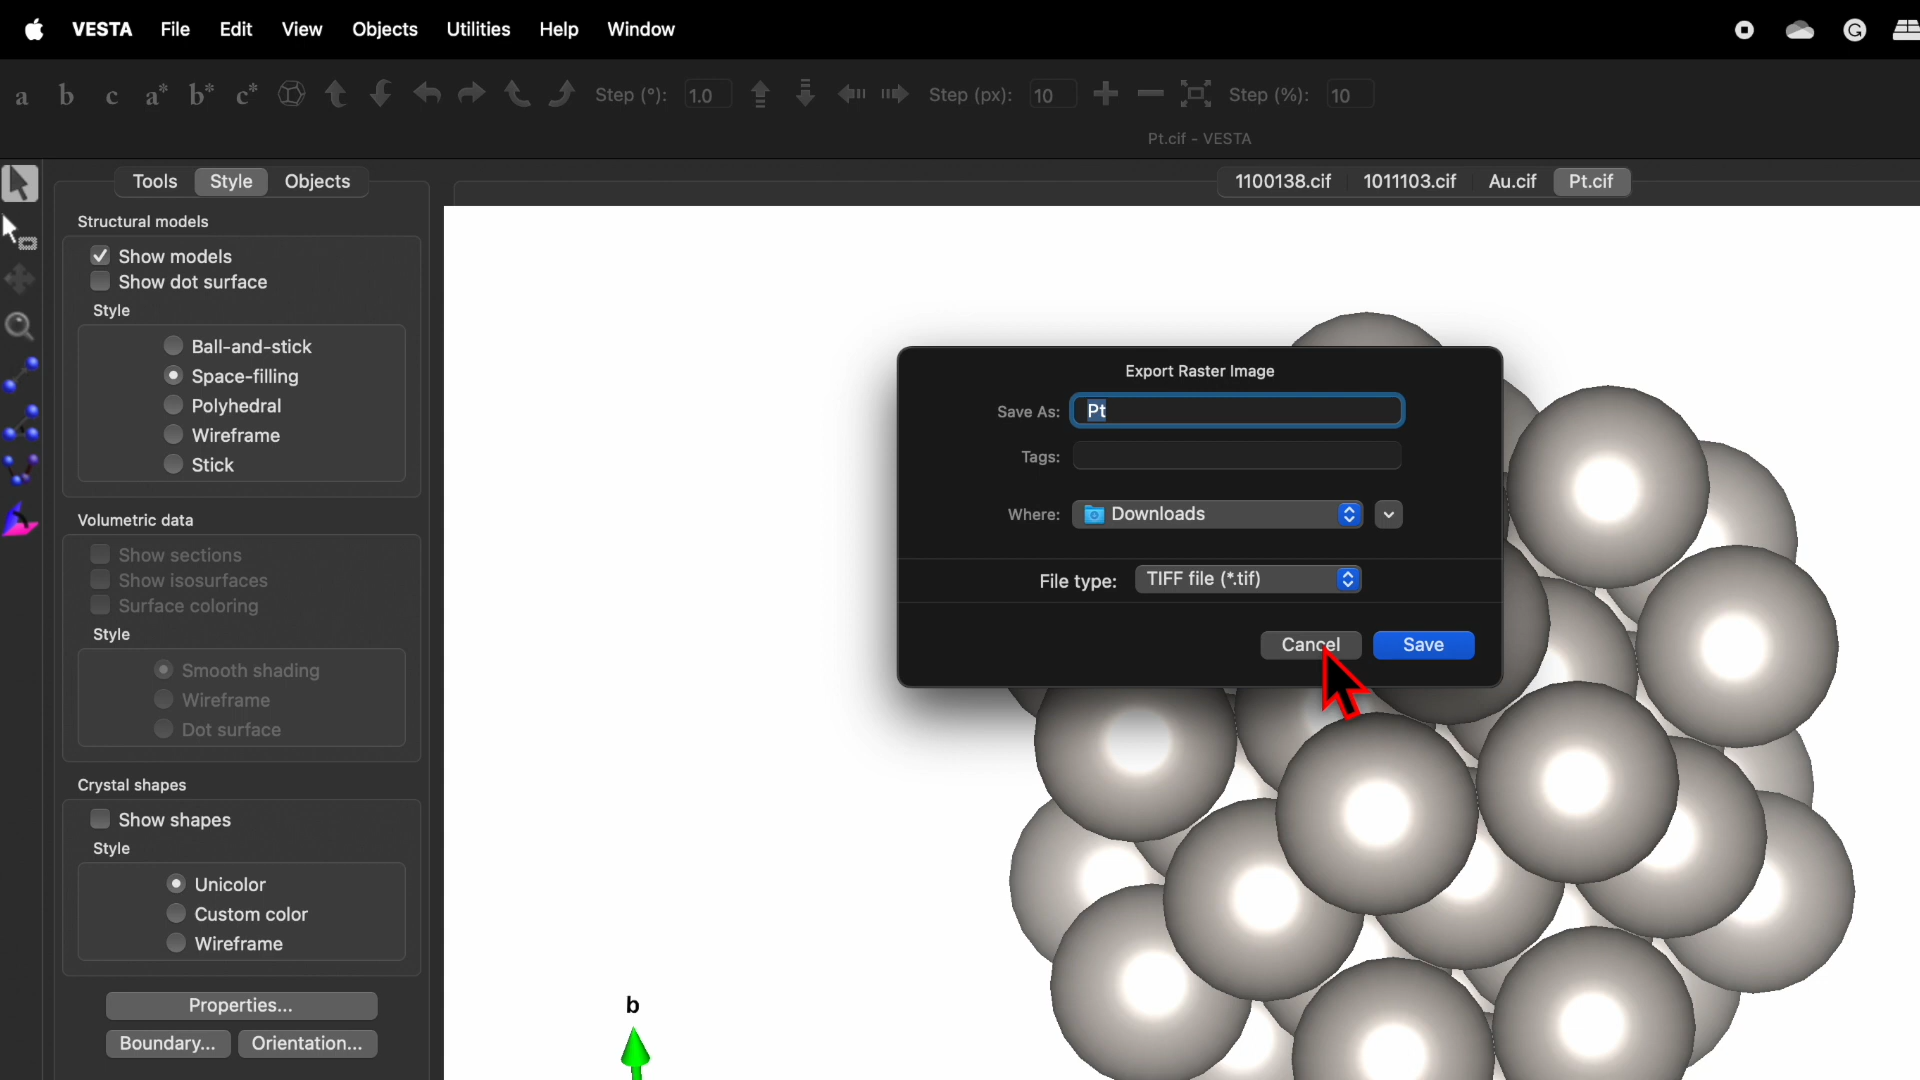 VESTA File Edit View Objects Utilities Help Window
a b c a* b* c* Step (°): 1.0 Step (px): 10 Step (%): 10
Pt.cif - VESTA
Tools Style Objects
1100138.cif 1011103.cif Au.cif Pt.cif
Structural models
Show models
Show dot surface
Style
Ball-and-stick
Space-filling
Polyhedral
Wireframe
Stick
Volumetric data
Show sections
Show isosurfaces
Surface coloring
Style
Smooth shading
Wireframe
Dot surface
Crystal shapes
Show shapes
Style
Unicolor
Custom color
Wireframe
Properties...
Boundary... Orientation...
Export Raster Image
Save As: Pt
Tags:
Where: Downloads
File type: TIFF file (*.tif)
Cancel Save
b